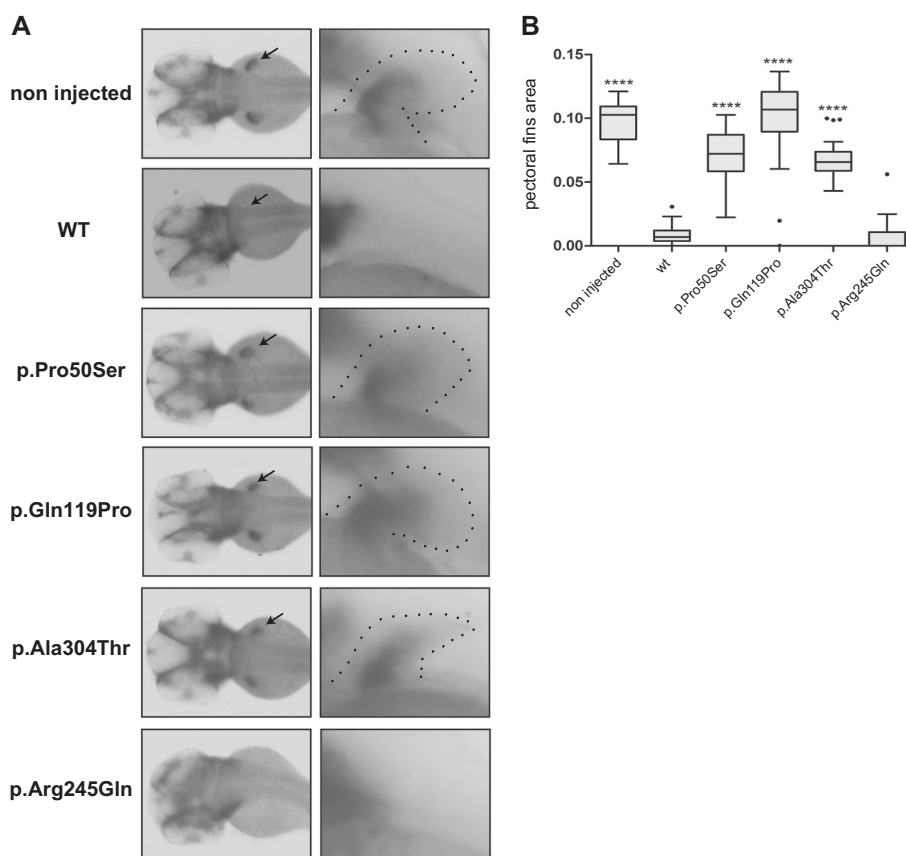 A
non injected
WT
p.Pro50Ser
p.Gln119Pro
p.Ala304Thr
p.Arg245Gln
B
pectoral fins area
0.15
0.10
0.05
0.00
****
****
****
****
non injected
wt
p.Pro50Ser
p.Gln119Pro
p.Ala304Thr
p.Arg245Gln